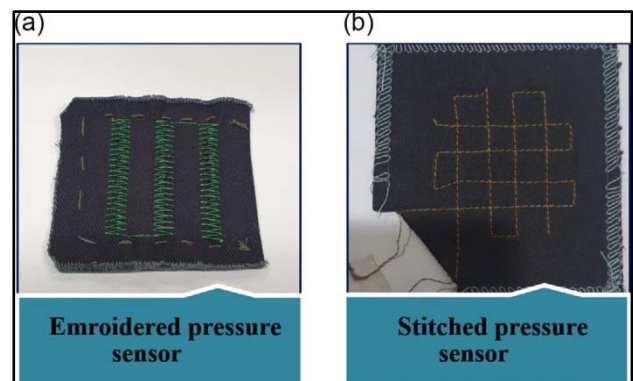 (a)
(b)
Emroidered pressure
sensor
Stitched pressure
sensor